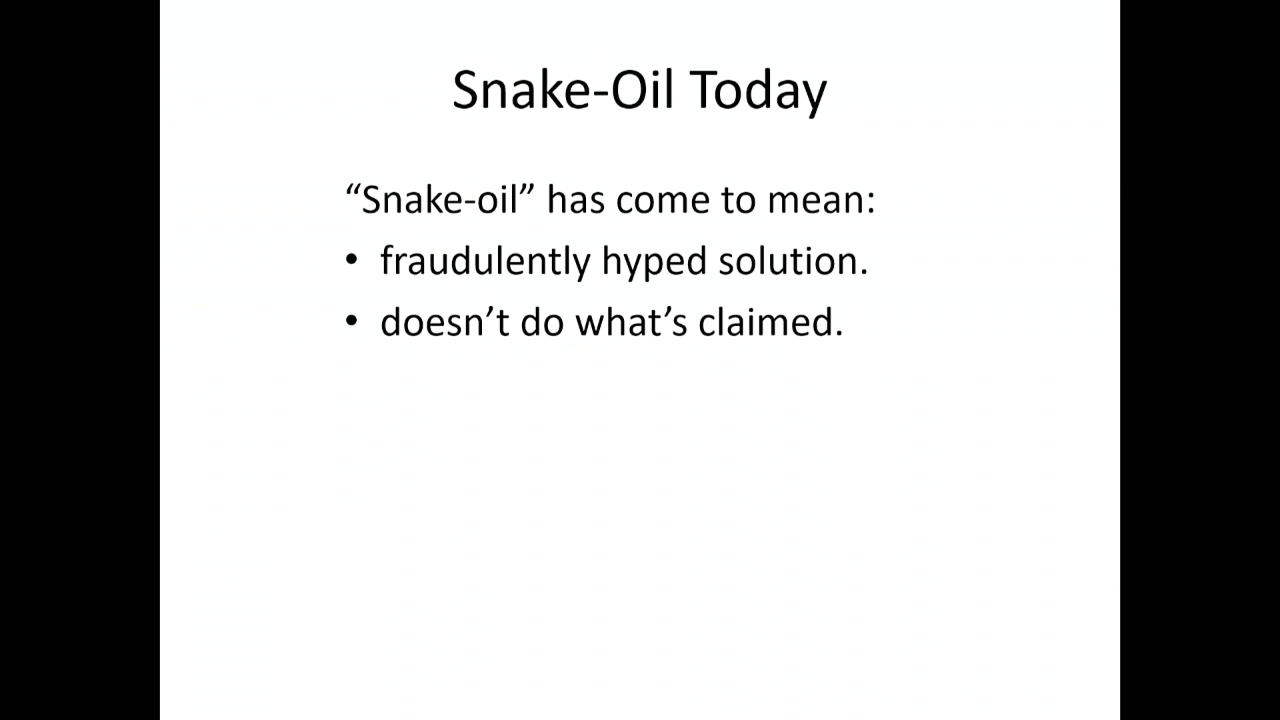 Snake-Oil Today
“Snake-oil” has come to mean:
• fraudulently hyped solution.
• doesn’t do what’s claimed.